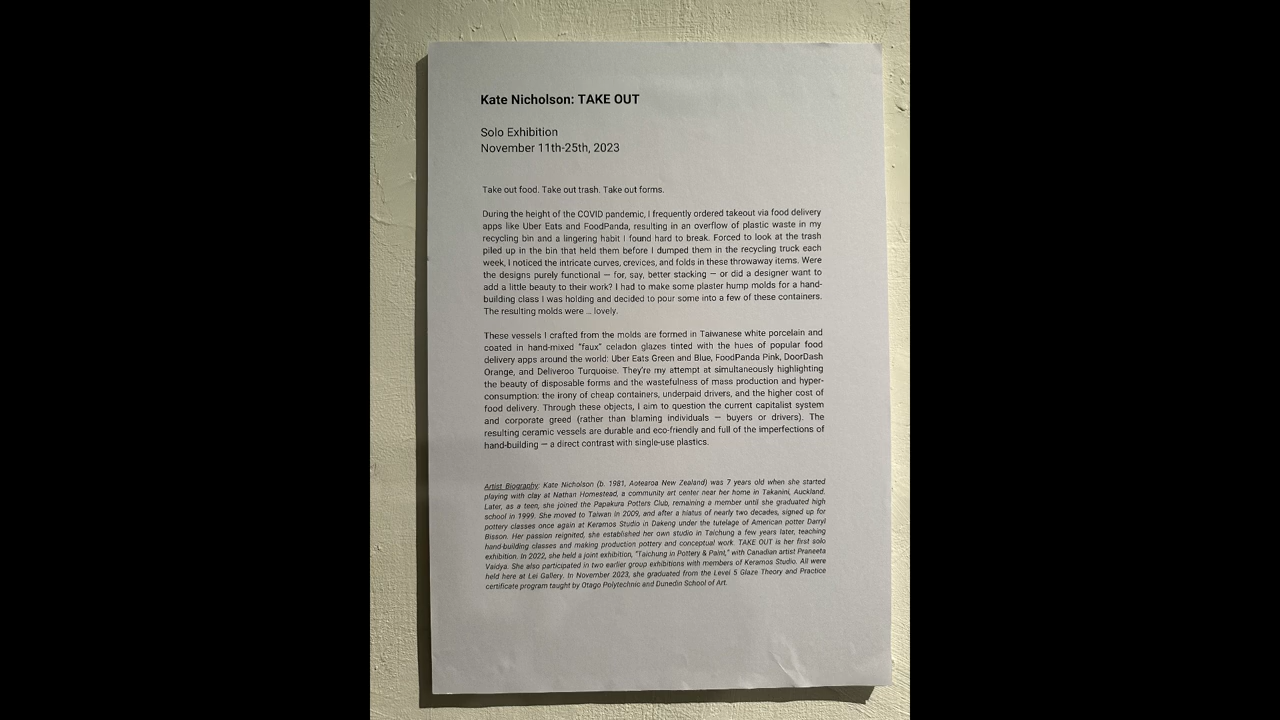 Kate Nicholson: TAKE OUT
Solo Exhibition
November 11th-25th, 2023
Take out food. Take out trash. Take out forms.
During the height of the COVID pandemic, I frequently ordered takeout via food delivery
apps like Uber Eats and FoodPanda, resulting in an overflow of plastic waste in my
recycling bin and a lingering habit I found hard to break. Forced to look at the trash
piled up in the bin that held them before I dumped them in the recycling truck each
week, I noticed the intricate curves, crevices, and folds in these throwaway items. Were
the designs purely functional — for, say, better stacking — or did a designer want to
add a little beauty to their work? I had to make some plaster hump molds for a hand-
building class I was holding and decided to pour some into a few of these containers.
The resulting molds were ... lovely.
These vessels I crafted from the molds are formed in Taiwanese white porcelain and
coated in hand-mixed "faux" celadon glazes tinted with the hues of popular food
delivery apps around the world: Uber Eats Green and Blue, FoodPanda Pink, DoorDash
Orange, and Deliveroo Turquoise. They're my attempt at simultaneously highlighting
the beauty of disposable forms and the wastefulness of mass production and hyper-
consumption: the irony of cheap containers, underpaid drivers, and the higher cost of
food delivery. Through these objects, I aim to question the current capitalist system
and corporate greed (rather than blaming individuals — buyers or drivers). The
resulting ceramic vessels are durable and eco-friendly and full of the imperfections of
hand-building — a direct contrast with single-use plastics.
Artist Biography: Kate Nicholson (b. 1981, Aotearoa New Zealand) was 7 years old when she started
playing with clay at Nathan Homestead, a community art center near her home in Takanini, Auckland.
Later, as a teen, she joined the Papakura Potters Club, remaining a member until she graduated high
school in 1999. She moved to Taiwan in 2009, and after a hiatus of nearly two decades, signed up for
pottery classes once again at Keramos Studio in Dakeng under the tutelage of American potter Darryl
Bisson. Her passion reignited, she established her own studio in Taichung a few years later, teaching
hand-building classes and making production pottery and conceptual work. TAKE OUT is her first solo
exhibition. In 2022, she held a joint exhibition, "Taichung in Pottery & Paint," with Canadian artist Praneeta
Vaidya. She also participated in two earlier group exhibitions with members of Keramos Studio. All were
held here at Lei Gallery. In November 2023, she graduated from the Level 5 Glaze Theory and Practice
certificate program taught by Otago Polytechnic and Dunedin School of Art.